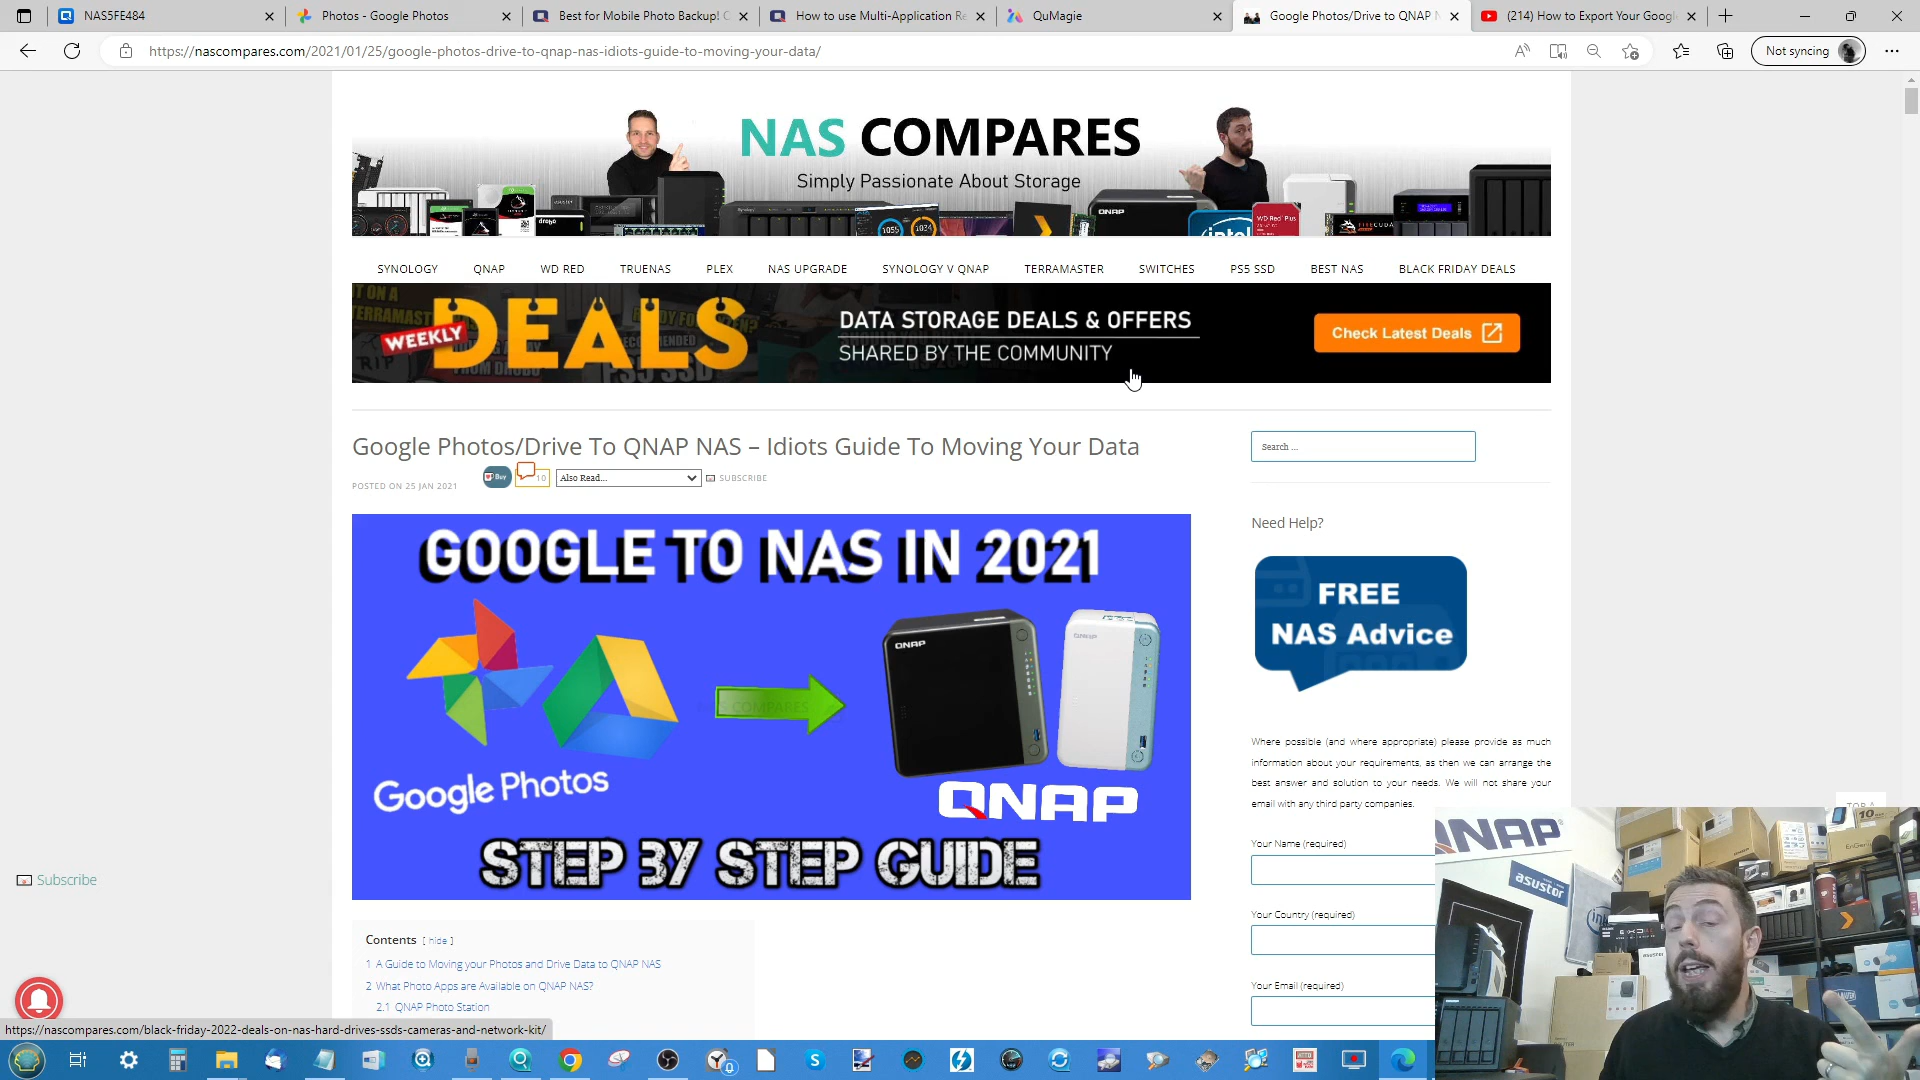 NAS5FE484
Photos - Google Photos
Best for Mobile Photo Backup! C
How to use Multi-Application Re
QuMagie
Google Photos/Drive to QNAP N
(214) How to Export Your Googl
https://nascompares.com/2021/01/25/google-photos-drive-to-qnap-nas-idiots-guide-to-moving-your-data/
Not syncing
NAS COMPARES
Simply Passionate About Storage
SYNOLOGY QNAP WD RED TRUENAS PLEX NAS UPGRADE SYNOLOGY V QNAP TERRAMASTER SWITCHES PS5 SSD BEST NAS BLACK FRIDAY DEALS
WEEKLY DEALS
DATA STORAGE DEALS & OFFERS
SHARED BY THE COMMUNITY
Check Latest Deals
Google Photos/Drive To QNAP NAS – Idiots Guide To Moving Your Data
POSTED ON 25 JAN 2021
Buy
10
Also Read...
SUBSCRIBE
Search ...
GOOGLE TO NAS IN 2021
QNAP
Google Photos
QNAP
STEP BY STEP GUIDE
Need Help?
FREE
NAS Advice
Where possible (and where appropriate) please provide as much
information about your requirements, as then we can arrange the
best answer and solution to your needs. We will not share your
email with any third party companies.
Your Name (required)
Your Country (required)
Your Email (required)
Subscribe
Contents [ hide ]
1 A Guide to Moving your Photos and Drive Data to QNAP NAS
2 What Photo Apps are Available on QNAP NAS?
2.1 QNAP Photo Station
https://nascompares.com/black-friday-2022-deals-on-nas-hard-drives-ssds-cameras-and-network-kit/
QNAP
asustor